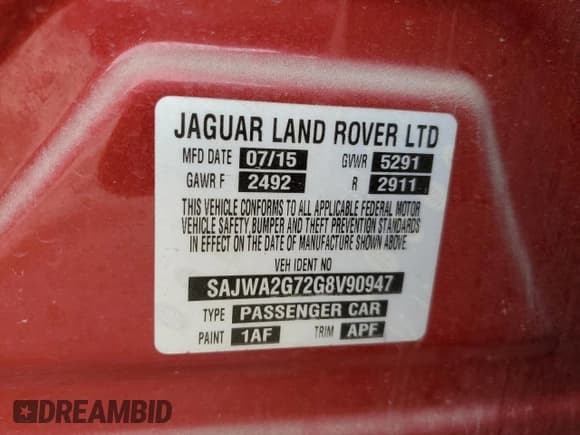 JAGUAR LAND ROVER LTD
MFD DATE 07/15 GVWR 5291
GAWR F 2492 R 2911
THIS VEHICLE CONFORMS TO ALL APPLICABLE FEDERAL MOTOR
VEHICLE SAFETY, BUMPER AND THEFT PREVENTION STANDARDS
IN EFFECT ON THE DATE OF MANUFACTURE SHOWN ABOVE.
VEH IDENT NO
SAJWA2G72G8V90947
TYPE PASSENGER CAR
PAINT 1AF TRIM APF
DREAMBID